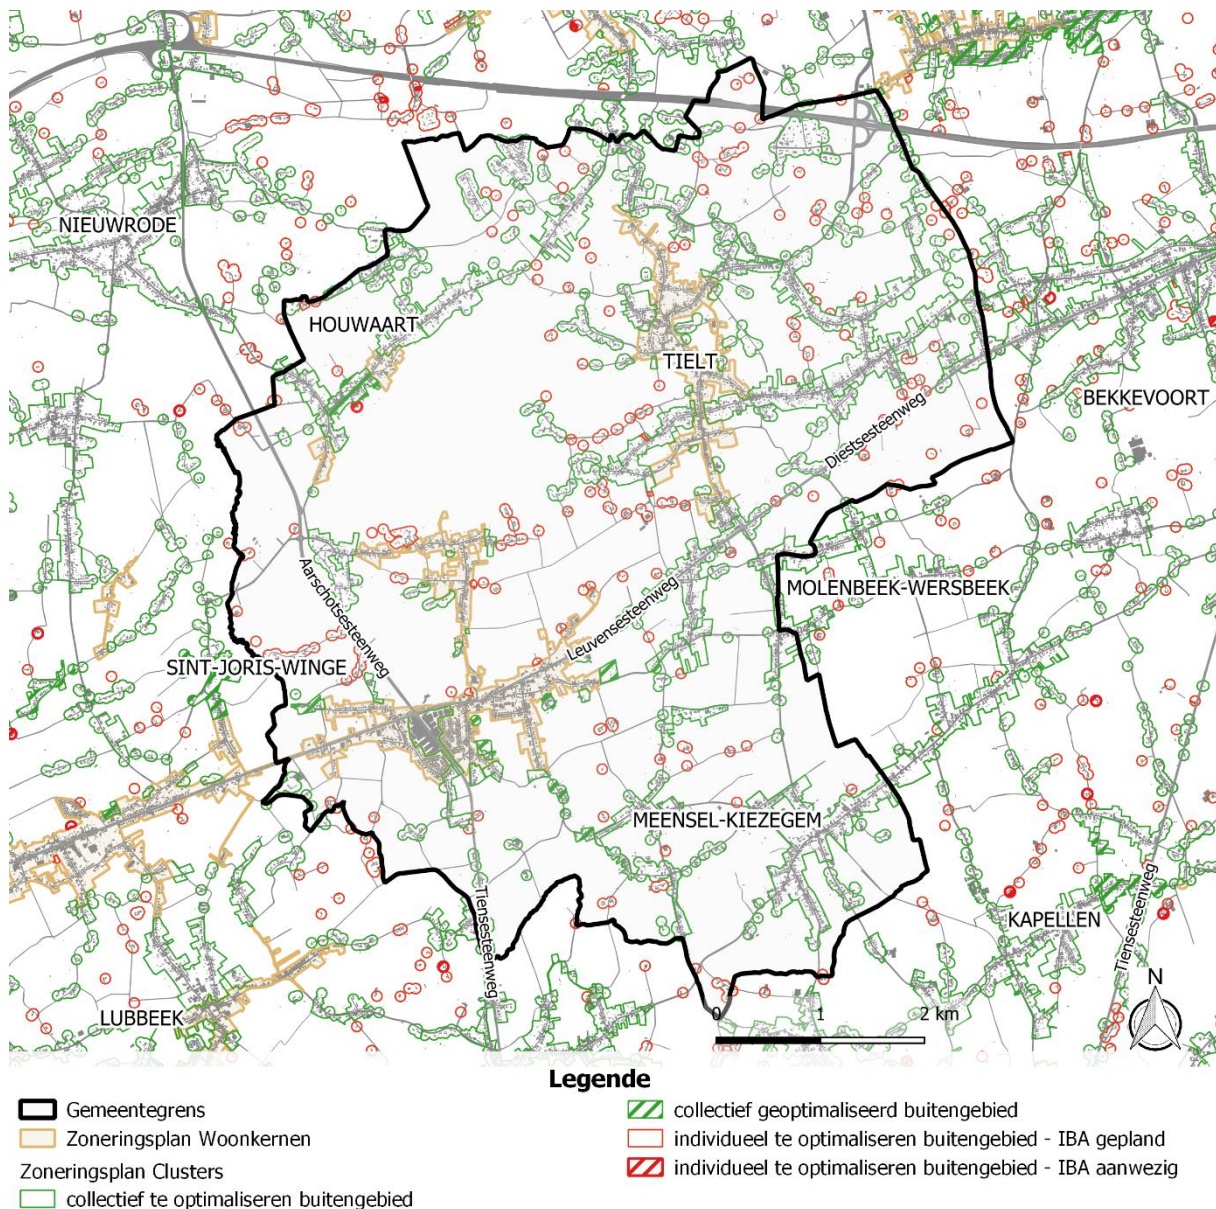 NIEUWRODE
HOUWAART
TIELT
BEKKEVOORT
Diestsesteenweg
Aarschotsesteenweg
MOLENBEEK-WERSBEEK
Leuvensesteenweg
SINT-JORIS-WINGE
MEENSEL-KIEZEGEM
Tiensesteenweg
KAPELLEN
Tiensesteenweg
LUBBEEK
N
0 1 2 km
Legende
Gemeentegrens
Zoneringsplan Woonkernen
Zoneringsplan Clusters
collectief te optimaliseren buitengebied
collectief geoptimaliseerd buitengebied
individueel te optimaliseren buitengebied - IBA gepland
individueel te optimaliseren buitengebied - IBA aanwezig